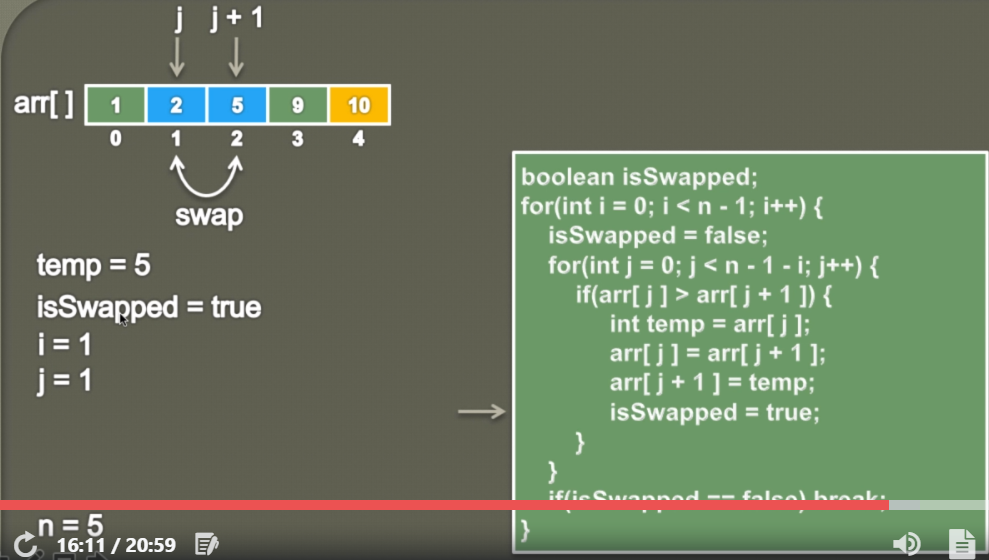 j j + 1
arr[ ] 1 2 5 9 10
0 1 2 3 4
swap
temp = 5
isSwapped = true
i = 1
j = 1
n = 5
boolean isSwapped;
for(int i = 0; i < n - 1; i++) {
isSwapped = false;
for(int j = 0; j < n - 1 - i; j++) {
if(arr[ j ] > arr[ j + 1 ]) {
int temp = arr[ j ];
arr[ j ] = arr[ j + 1 ];
arr[ j + 1 ] = temp;
isSwapped = true;
}
}
if(isSwapped == false) break;
}
16:11 / 20:59